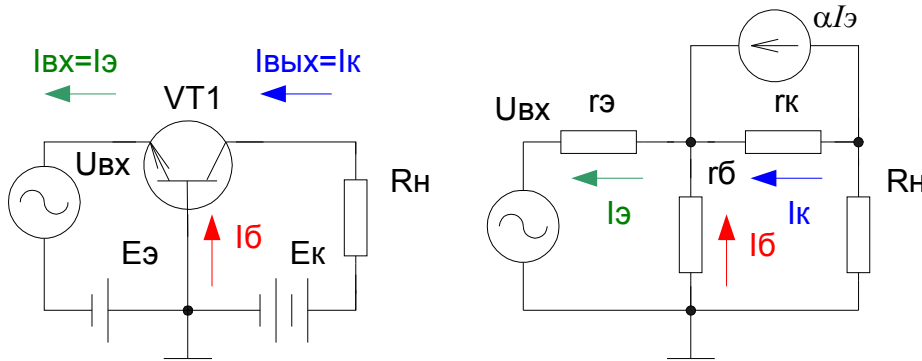 Iвх=Iэ
Iвых=Iк
VT1
Uвх
Rн
Iб
Eэ
Eк
αIэ
Uвх
rэ
rк
rб
Rн
Iэ
Iк
Iб